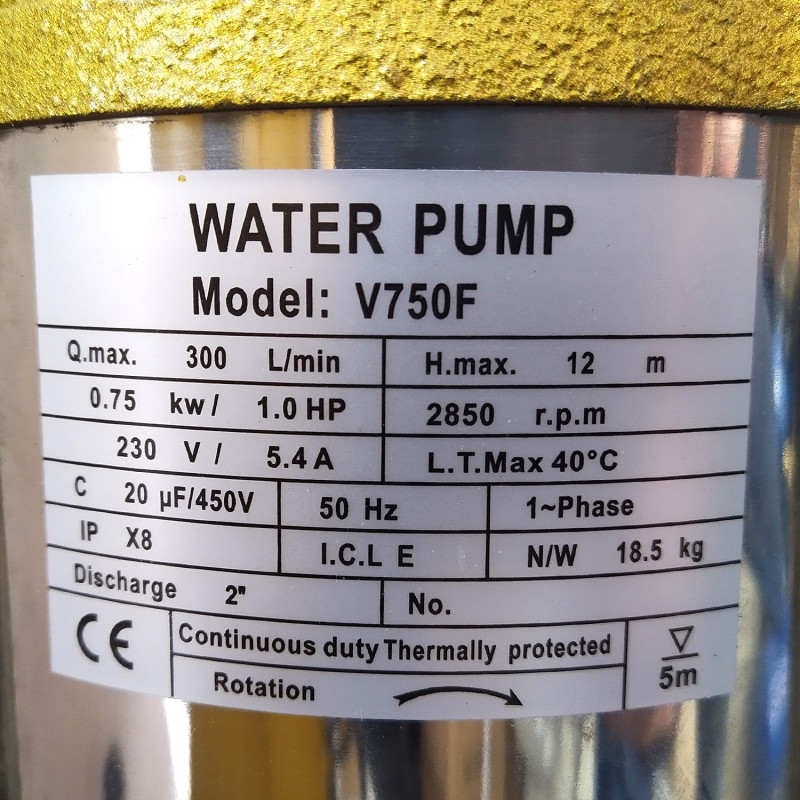 WATER PUMP
Model: V750F
Q.max. 300 L/min H.max. 12 m
0.75 kw/ 1.0 HP 2850 r.p.m
230 V/ 5.4A L.T.Max 40°C
C 20 µF/450V 50 Hz 1~Phase
IP X8 I.C.L E N/W 18.5 kg
Discharge 2" No.
CE Continuous duty Thermally protected
Rotation 5m